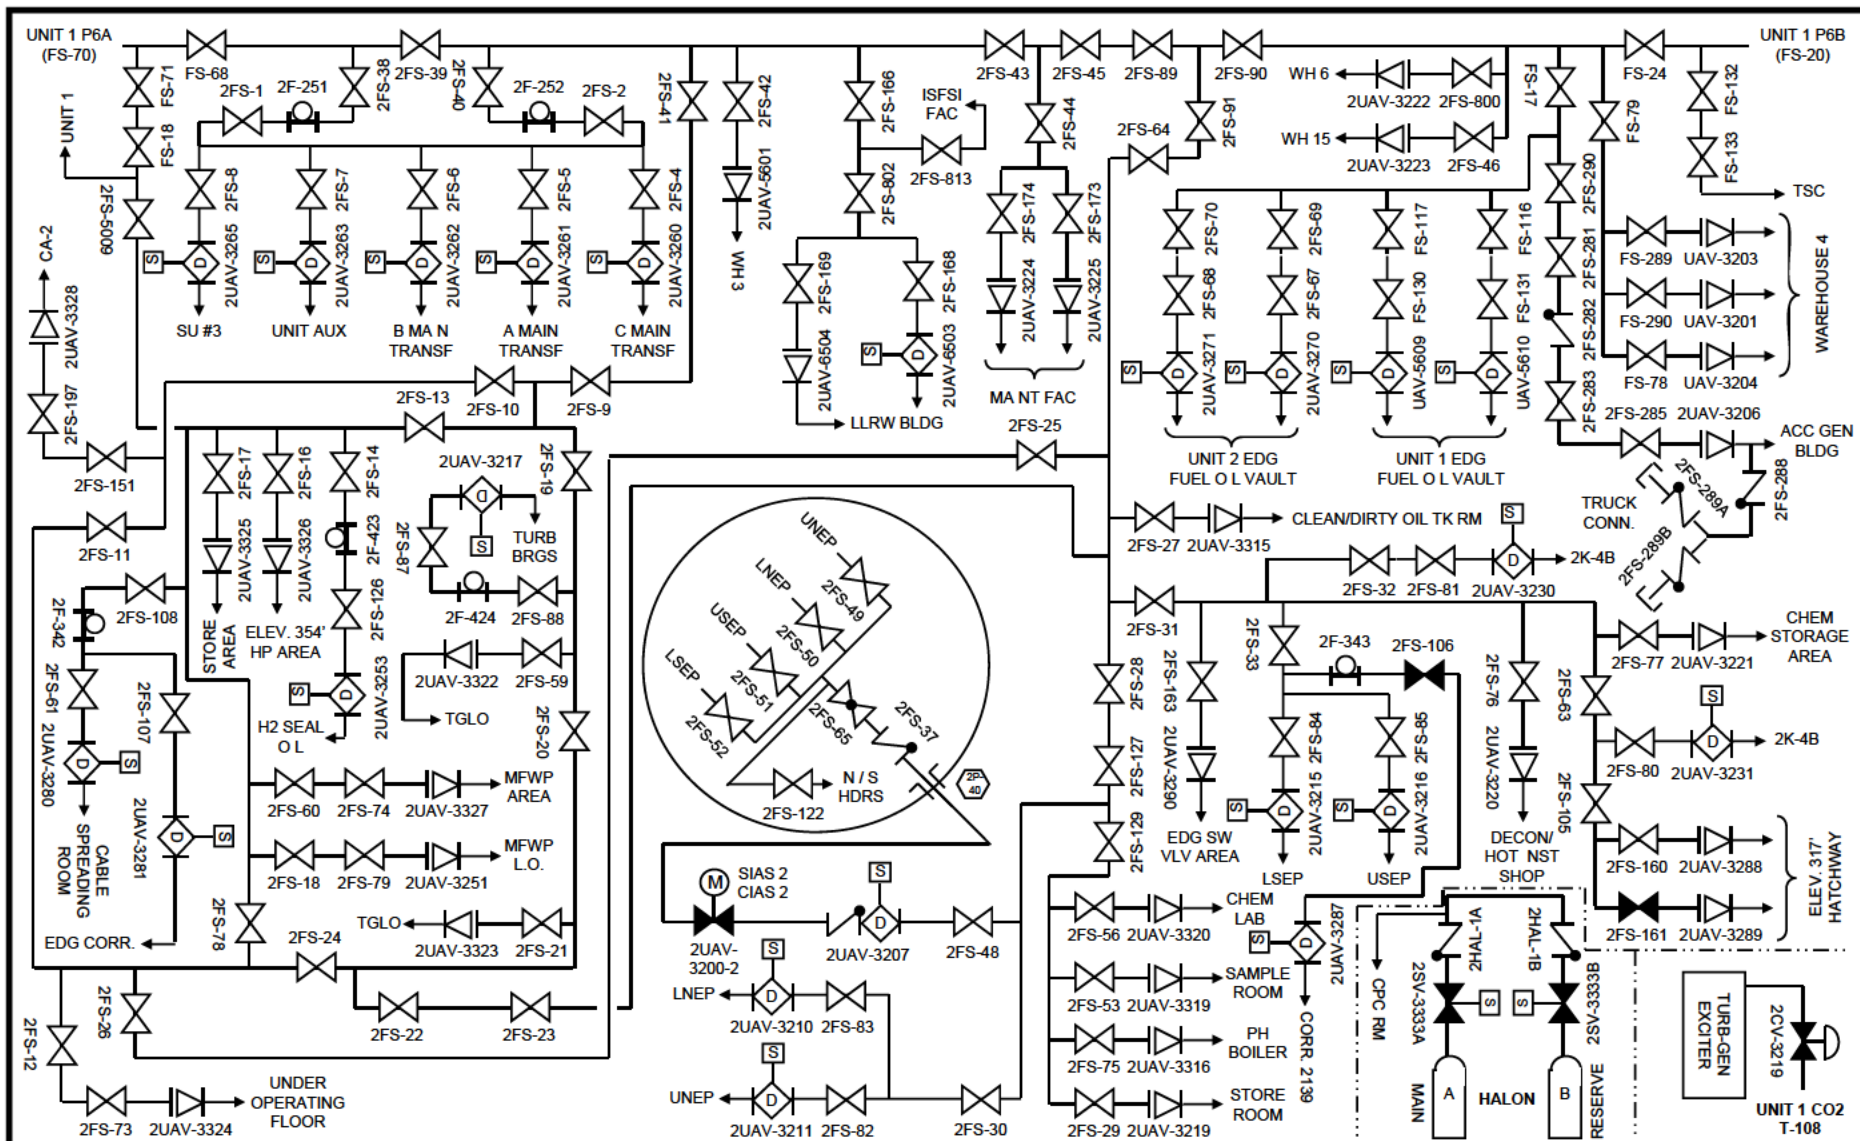 UNIT 1 P6A
(FS-70)
FS-68
2FS-39
2FS-43
2FS-45
2FS-89
2FS-90
FS-24
UNIT 1 P6B
(FS-20)
FS-71
FS-18
UNIT 1
2FS-5009
2FS-1
2F-251
2FS-38
2FS-40
2F-252
2FS-2
2FS-41
2FS-42
2UAV-5601
WH 3
2FS-166
ISFSI
FAC
2FS-813
2FS-802
2FS-44
2FS-64
2FS-91
WH 6
2UAV-3222
2FS-800
WH 15
2UAV-3223
2FS-46
FS-17
FS-79
FS-132
FS-133
TSC
2FS-8
2FS-7
2FS-6
2FS-5
2FS-4
S
D
2UAV-3265
S
D
2UAV-3263
S
D
2UAV-3262
S
D
2UAV-3261
S
D
2UAV-3260
SU #3
UNIT AUX
B MA N
TRANSF
A MAIN
TRANSF
C MAIN
TRANSF
CA-2
2UAV-3328
2FS-197
2FS-151
2FS-169
2UAV-6504
2FS-168
S
D
2UAV-6503
LLRW BLDG
2FS-174
2FS-173
2UAV-3224
2UAV-3225
MA NT FAC
2FS-70
2FS-69
FS-117
FS-116
2FS-68
2FS-67
FS-130
FS-131
S
D
2UAV-3271
S
D
2UAV-3270
S
D
UAV-5609
S
D
UAV-5610
UNIT 2 EDG
FUEL O L VAULT
UNIT 1 EDG
FUEL O L VAULT
2FS-290
2FS-281
2FS-282
2FS-283
FS-289
UAV-3203
FS-290
UAV-3201
FS-78
UAV-3204
WAREHOUSE 4
2FS-285
2UAV-3206
ACC GEN
BLDG
2FS-288
2FS-289A
2FS-289B
TRUCK
CONN.
2FS-13
2FS-10
2FS-9
2FS-25
2FS-11
2FS-17
2FS-16
2FS-14
2UAV-3325
2UAV-3326
2F-423
2FS-126
STORE
AREA
ELEV. 354'
HP AREA
S
D
2UAV-3253
H2 SEAL
O L
2UAV-3217
D
S
2FS-19
2FS-87
TURB
BRGS
2F-424
2FS-88
2UAV-3322
2FS-59
TGLO
2FS-20
2FS-108
2F-342
2FS-61
2FS-107
D
S
2UAV-3280
CABLE
SPREADING
ROOM
D
S
2UAV-3281
EDG CORR.
2FS-60
2FS-74
2UAV-3327
MFWP
AREA
2FS-18
2FS-79
2UAV-3251
MFWP
L.O.
2FS-78
TGLO
2UAV-3323
2FS-21
2FS-24
2FS-22
2FS-23
2FS-26
2FS-12
2FS-73
2UAV-3324
UNDER
OPERATING
FLOOR
UNEP
2FS-49
LNEP
2FS-50
USEP
2FS-51
LSEP
2FS-52
2FS-65
2FS-37
2FS-122
N / S
HDRS
2P-
40
M
SIAS 2
CIAS 2
2UAV-
3200-2
S
D
2UAV-3207
2FS-48
LNEP
S
D
2UAV-3210
2FS-83
UNEP
S
D
2UAV-3211
2FS-82
2FS-30
2FS-27
2UAV-3315
CLEAN/DIRTY OIL TK RM
2FS-32
2FS-81
S
D
2UAV-3230
2K-4B
2FS-31
2FS-28
2FS-127
2FS-129
2FS-163
2UAV-3290
EDG SW
VLV AREA
2FS-33
2F-343
2FS-106
2FS-84
2FS-85
S
D
2UAV-3215
S
D
2UAV-3216
LSEP
USEP
2FS-76
2UAV-3220
DECON/
HOT NST
SHOP
2FS-63
2FS-77
2UAV-3221
CHEM
STORAGE
AREA
2FS-80
S
D
2UAV-3231
2K-4B
2FS-105
2FS-160
2UAV-3288
2FS-161
2UAV-3289
ELEV. 317'
HATCHWAY
2FS-56
2UAV-3320
CHEM
LAB
2FS-53
2UAV-3319
SAMPLE
ROOM
2FS-75
2UAV-3316
PH
BOILER
2FS-29
2UAV-3219
STORE
ROOM
S
D
2UAV-3287
CORR. 2139
CPC RM
2HAL-1A
2HAL-1B
2SV-3333A
S
S
2SV-3333B
MAIN
A
HALON
B
RESERVE
TURB-GEN
EXCITER
2CV-3219
UNIT 1 CO2
T-108